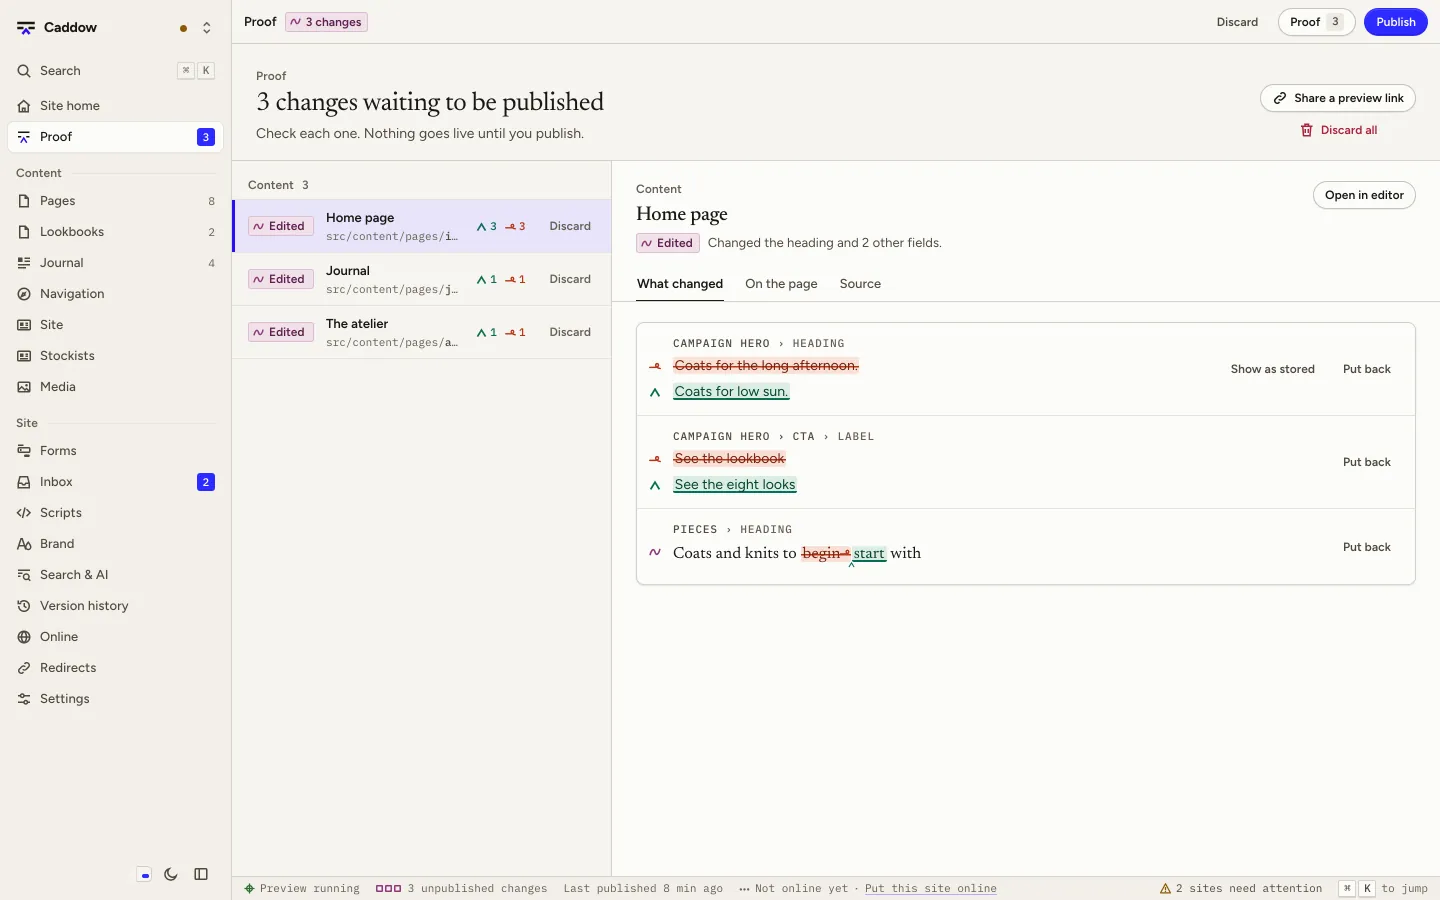 Caddow
Search
⌘ K
Site home
Proof 3
Content
Pages 8
Lookbooks 2
Journal 4
Navigation
Site
Stockists
Media
Site
Forms
Inbox 2
Scripts
Brand
Search & AI
Version history
Online
Redirects
Settings
Proof 3 changes
Discard
Proof 3
Publish
Proof
3 changes waiting to be published
Check each one. Nothing goes live until you publish.
Share a preview link
Discard all
Content 3
Edited
Home page
src/content/pages/i…
3 3
Discard
Edited
Journal
src/content/pages/j…
1 1
Discard
Edited
The atelier
src/content/pages/a…
1 1
Discard
Content
Home page
Edited Changed the heading and 2 other fields.
Open in editor
What changed On the page Source
CAMPAIGN HERO › HEADING
Coats for the long afternoon.
Coats for low sun.
Show as stored Put back
CAMPAIGN HERO › CTA › LABEL
See the lookbook
See the eight looks
Put back
PIECES › HEADING
Coats and knits to begin start with
Put back
Preview running 3 unpublished changes Last published 8 min ago ··· Not online yet · Put this site online
2 sites need attention ⌘ K to jump